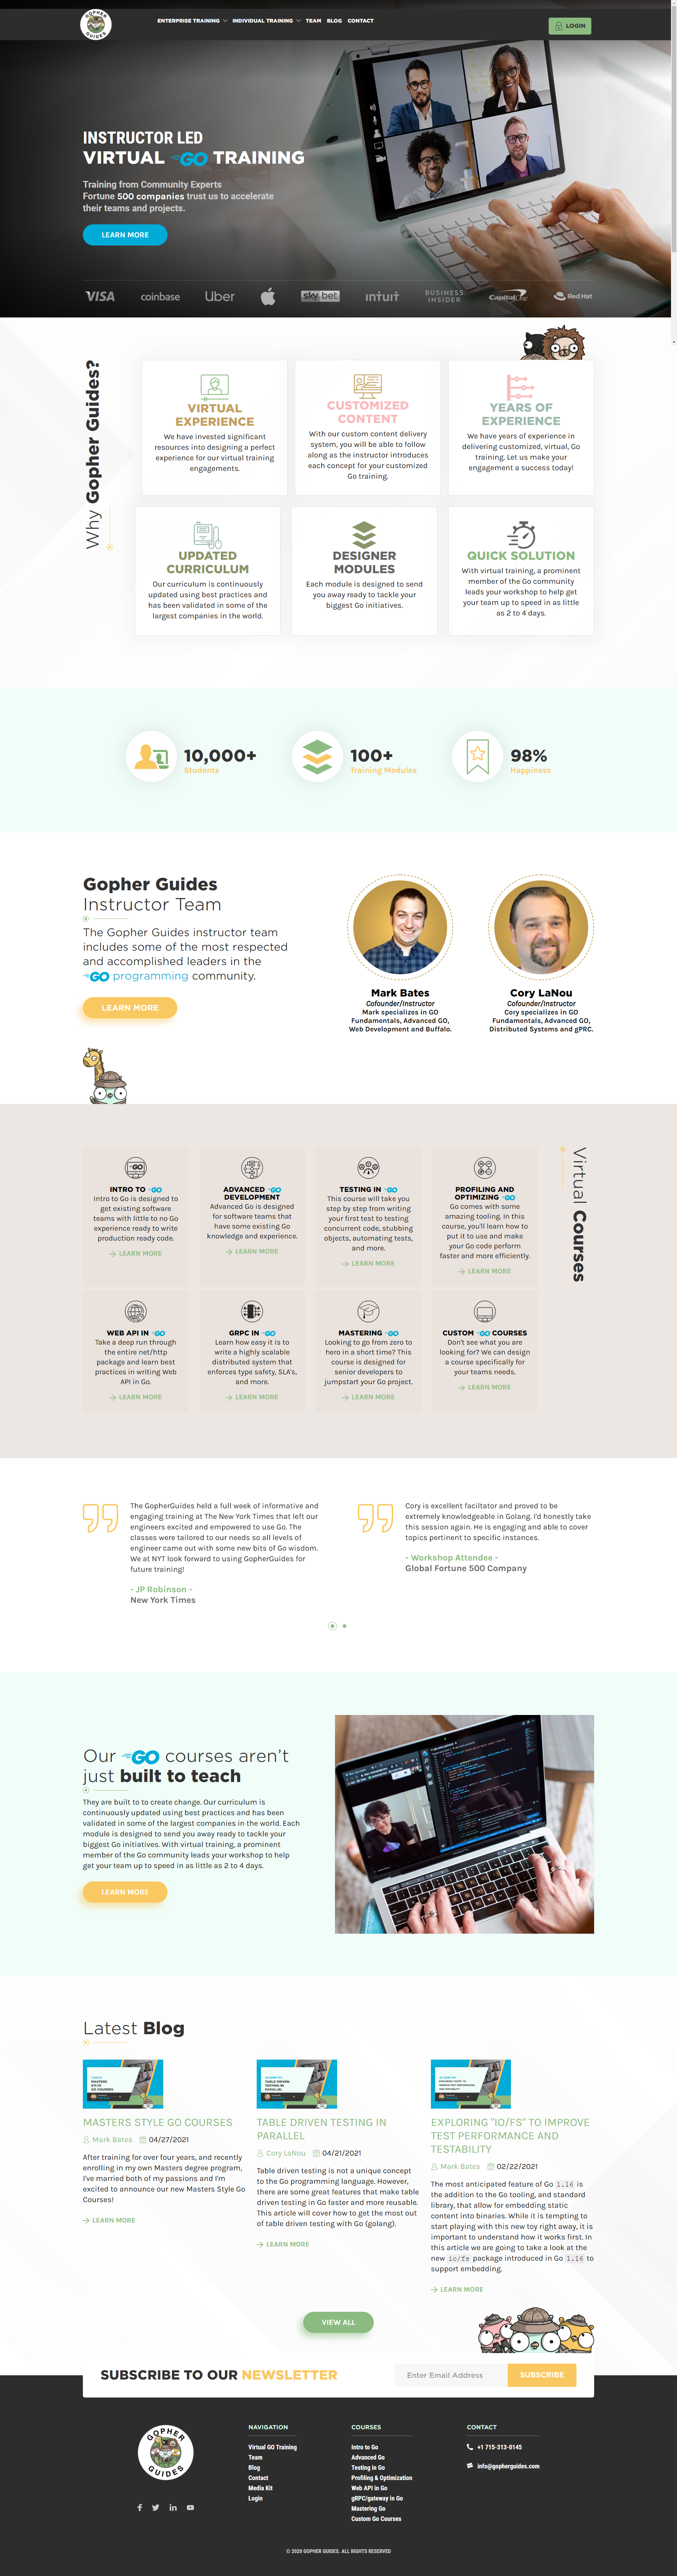 GOPHER GUIDES
ENTERPRISE TRAINING
INDIVIDUAL TRAINING
TEAM
BLOG
CONTACT
LOGIN
INSTRUCTOR LED
VIRTUAL GO TRAINING
Training from Community Experts
Fortune 500 companies trust us to accelerate
their teams and projects.
LEARN MORE
VISA
coinbase
Uber
sky bet
intuit
BUSINESS
INSIDER
Capital One
Red Hat
Why Gopher Guides?
VIRTUAL
EXPERIENCE
We have invested significant
resources into designing a perfect
experience for our virtual training
engagements.
CUSTOMIZED
CONTENT
With our custom content delivery
system, you will be able to follow
along as the instructor introduces
each concept for your customized
Go training.
YEARS OF
EXPERIENCE
We have years of experience in
delivering customized, virtual, Go
training. Let us make your
engagement a success today!
UPDATED
CURRICULUM
Our curriculum is continuously
updated using best practices and
has been validated in some of the
largest companies in the world.
DESIGNER
MODULES
Each module is designed to send
you away ready to tackle your
biggest Go initiatives.
QUICK SOLUTION
With virtual training, a prominent
member of the Go community
leads your workshop to help get
your team up to speed in as little
as 2 to 4 days.
10,000+
Students
100+
Training Modules
98%
Happiness
Gopher Guides
Instructor Team
The Gopher Guides instructor team
includes some of the most respected
and accomplished leaders in the
GO programming community.
LEARN MORE
Mark Bates
Cofounder/Instructor
Mark specializes in GO
Fundamentals, Advanced GO,
Web Development and Buffalo.
Cory LaNou
Cofounder/Instructor
Cory specializes in GO
Fundamentals, Advanced GO,
Distributed Systems and gPRC.
Virtual Courses
INTRO TO GO
Intro to Go is designed to
get existing software
teams with little to no Go
experience ready to write
production ready code.
LEARN MORE
ADVANCED GO
DEVELOPMENT
Advanced Go is designed
for software teams that
have some existing Go
knowledge and experience.
LEARN MORE
TESTING IN GO
This course will take you
step by step from writing
your first test to testing
concurrent code, stubbing
objects, automating tests,
and more.
LEARN MORE
PROFILING AND
OPTIMIZING GO
Go comes with some
amazing tooling. In this
course, you'll learn how to
put it to use and make
your Go code perform
faster and more efficiently.
LEARN MORE
WEB API IN GO
Take a deep run through
the entire net/http
package and learn best
practices in writing Web
API in Go.
LEARN MORE
GRPC IN GO
Learn how easy it is to
write a highly scalable
distributed system that
enforces type safety, SLA's,
and more.
LEARN MORE
MASTERING GO
Looking to go from zero to
hero in a short time? This
course is designed for
senior developers to
jumpstart your Go project.
LEARN MORE
CUSTOM GO COURSES
Don't see what you are
looking for? We can design
a course specifically for
your teams needs.
LEARN MORE
The GopherGuides held a full week of informative and
engaging training at The New York Times that left our
engineers excited and empowered to use Go. The
classes were tailored to our needs so all levels of
engineer came out with some new bits of Go wisdom.
We at NYT look forward to using GopherGuides for
future training!
- JP Robinson -
New York Times
Cory is excellent faciltator and proved to be
extremely knowledgeable in Golang. I'd honestly take
this session again. He is engaging and able to cover
topics pertinent to specific instances.
- Workshop Attendee -
Global Fortune 500 Company
Our GO courses aren't
just built to teach
They are built to to create change. Our curriculum is
continuously updated using best practices and has been
validated in some of the largest companies in the world. Each
module is designed to send you away ready to tackle your
biggest Go initiatives. With virtual training, a prominent
member of the Go community leads your workshop to help
get your team up to speed in as little as 2 to 4 days.
LEARN MORE
Latest Blog
MASTERS STYLE GO COURSES
Mark Bates 04/27/2021
After training for over four years, and recently
enrolling in my own Masters degree program,
I've married both of my passions and I'm
excited to announce our new Masters Style Go
Courses!
LEARN MORE
TABLE DRIVEN TESTING IN
PARALLEL
Cory LaNou 04/21/2021
Table driven testing is not a unique concept
to the Go programming language. However,
there are some great features that make table
driven testing in Go faster and more reusable.
This article will cover how to get the most out
of table driven testing with Go (golang).
LEARN MORE
EXPLORING "IO/FS" TO IMPROVE
TEST PERFORMANCE AND
TESTABILITY
Mark Bates 02/22/2021
The most anticipated feature of Go 1.16 is
the addition to the Go tooling, and standard
library, that allow for embedding static
content into binaries. While it is tempting to
start playing with this new toy right away, it is
important to understand how it works first. In
this article we are going to take a look at the
new io/fs package introduced in Go 1.16 to
support embedding.
LEARN MORE
VIEW ALL
SUBSCRIBE TO OUR NEWSLETTER
Enter Email Address
SUBSCRIBE
GOPHER GUIDES
NAVIGATION
Virtual GO Training
Team
Blog
Contact
Media Kit
Login
COURSES
Intro to Go
Advanced Go
Testing in Go
Profiling & Optimization
Web API in Go
gRPC/gateway in Go
Mastering Go
Custom Go Courses
CONTACT
+1 715-313-0145
info@gopherguides.com
© 2020 GOPHER GUIDES. ALL RIGHTS RESERVED